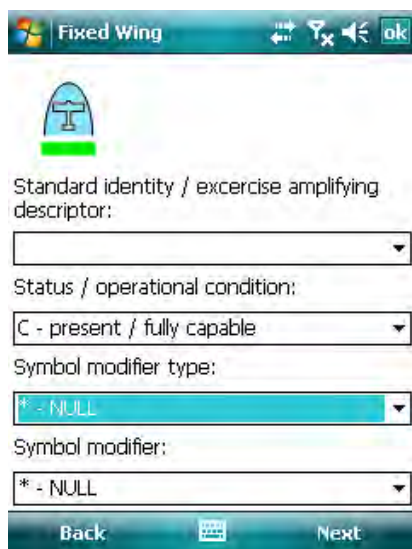 Fixed Wing
ok
Standard identity / excercise amplifying
descriptor:
Status / operational condition:
C - present / fully capable
Symbol modifier type:
* - NULL
Symbol modifier:
* - NULL
Back
Next